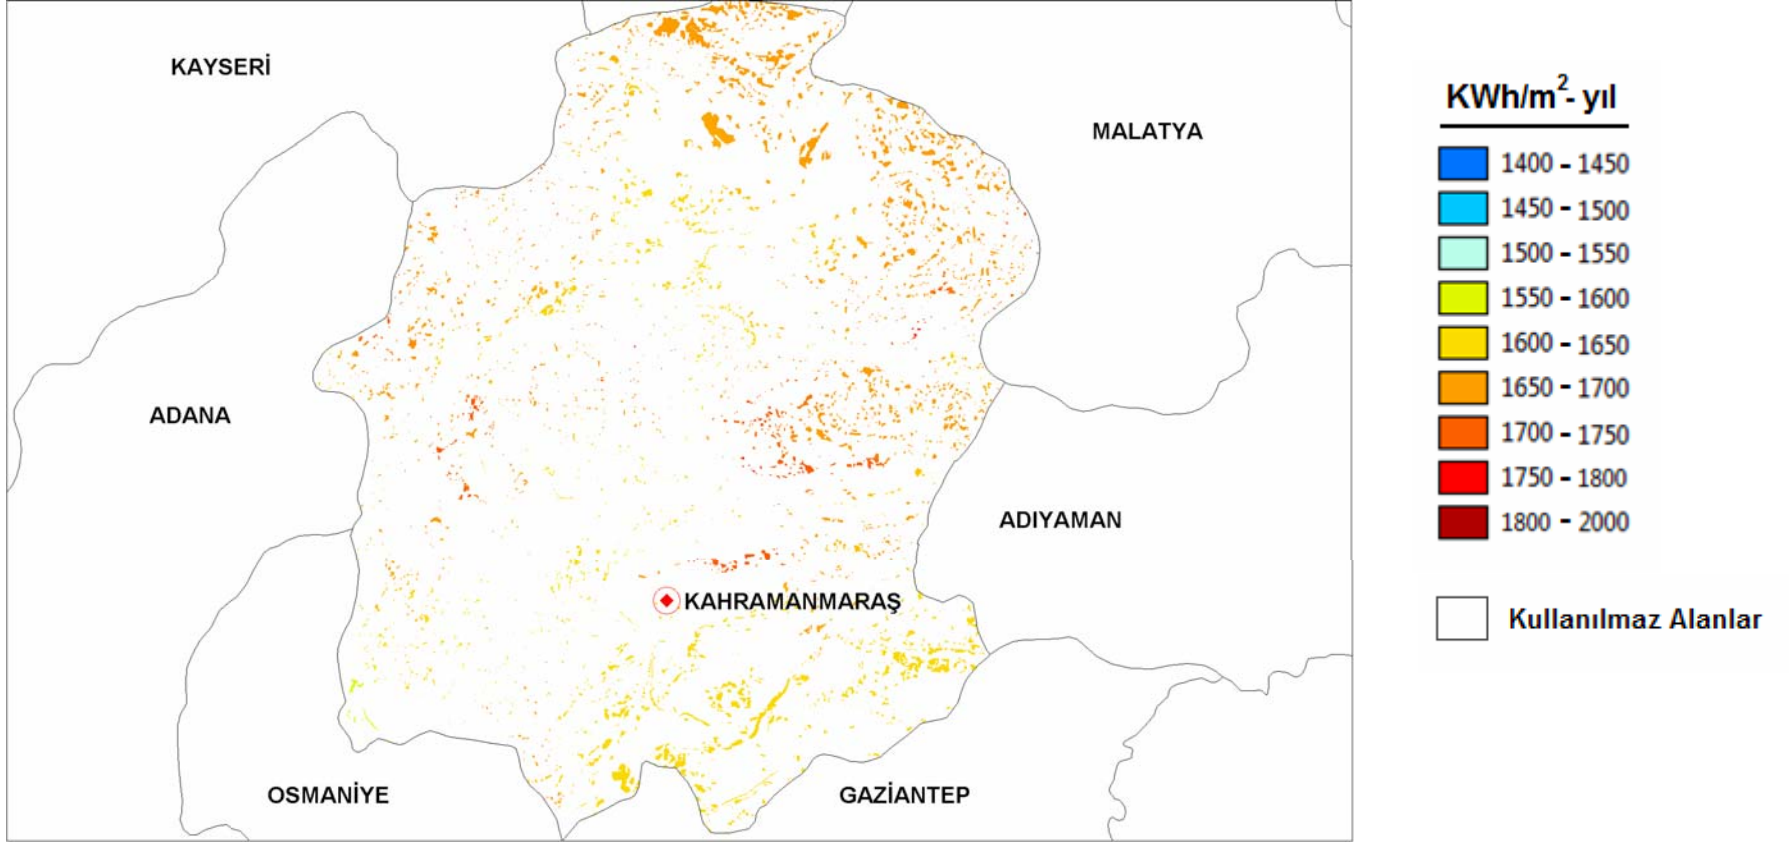 KAYSERİ
MALATYA
ADANA
ADIYAMAN
KAHRAMANMARAŞ
OSMANİYE
GAZİANTEP
KWh/m²- yıl
1400 - 1450
1450 - 1500
1500 - 1550
1550 - 1600
1600 - 1650
1650 - 1700
1700 - 1750
1750 - 1800
1800 - 2000
Kullanılmaz Alanlar